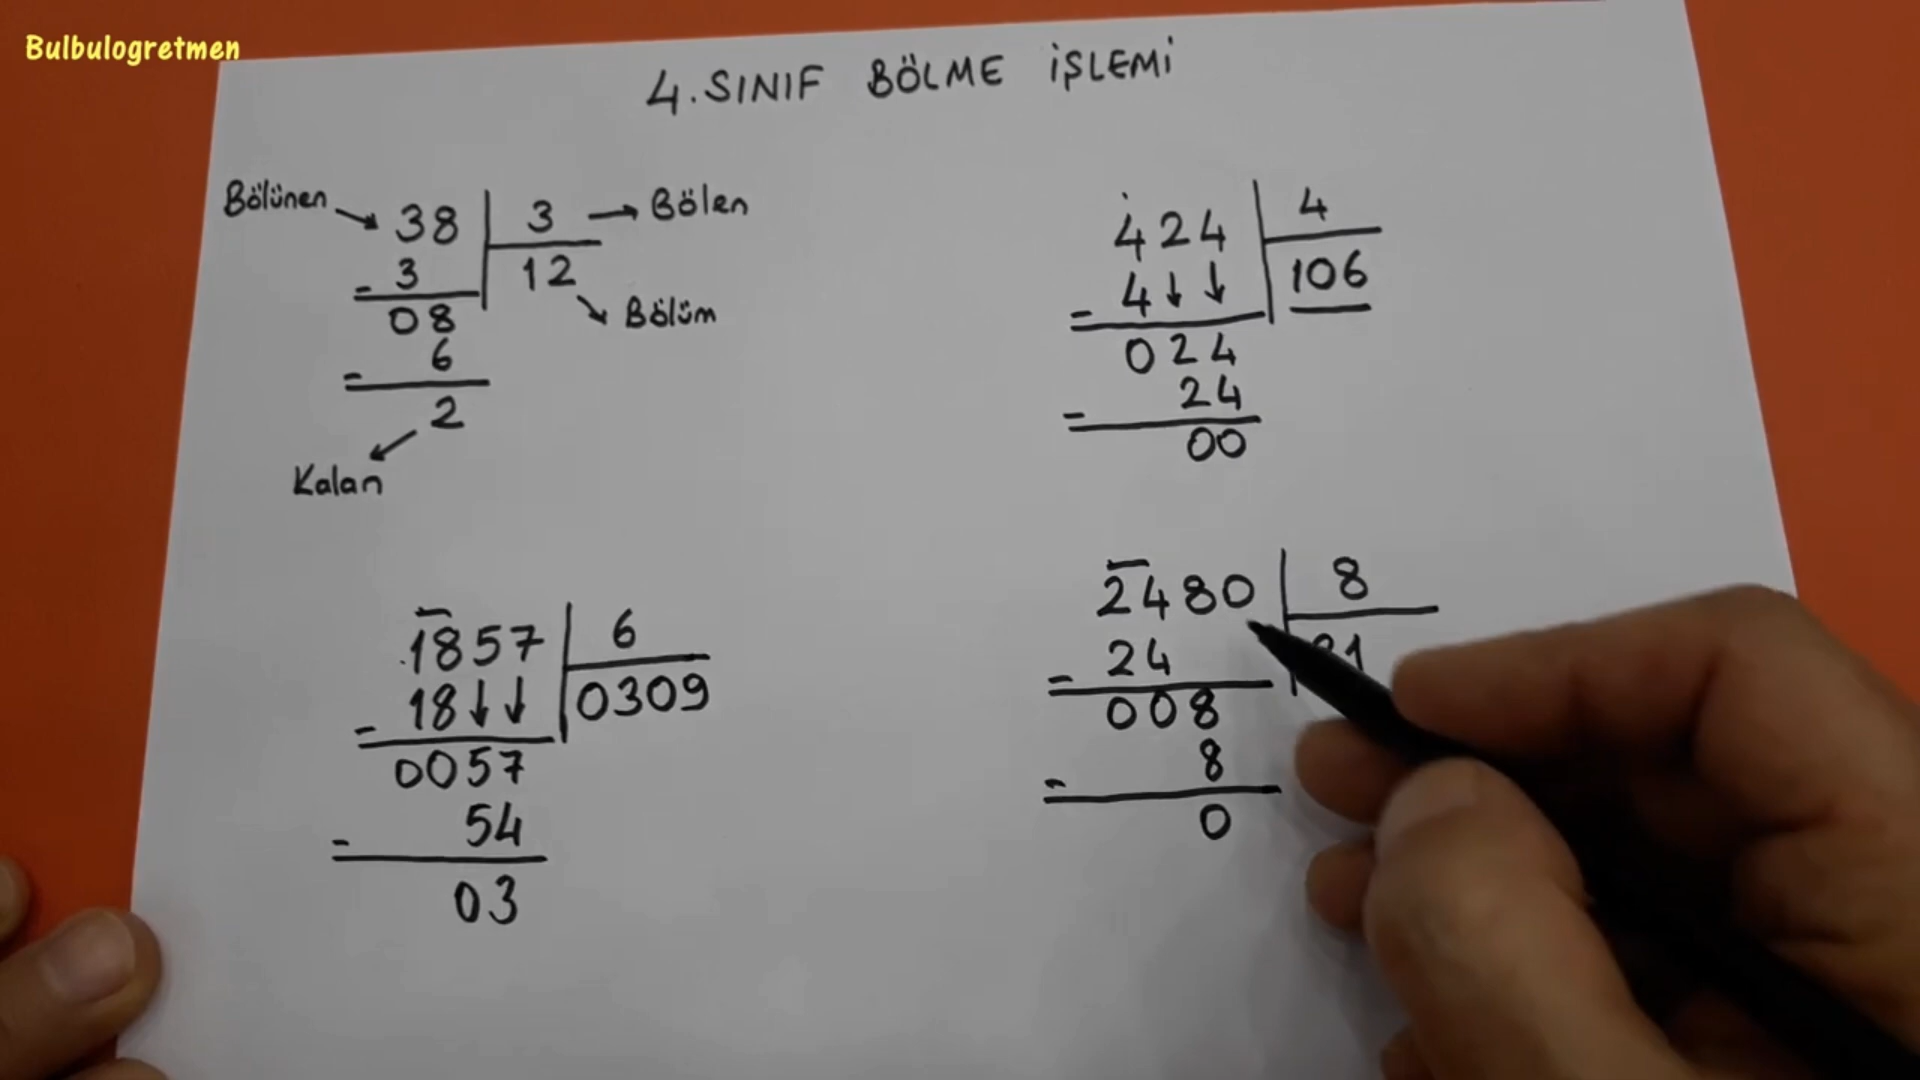 Bulbulogretmen
4. SINIF BÖLME İŞLEMİ
Bölünen 38 3 Bölen
- 3 12
08 Bölüm
- 6
2
Kalan
424 4
- 4 106
024
- 24
00
1857 6
- 18 0309
0057
- 54
03
2480 8
- 24 1
008
- 8
0